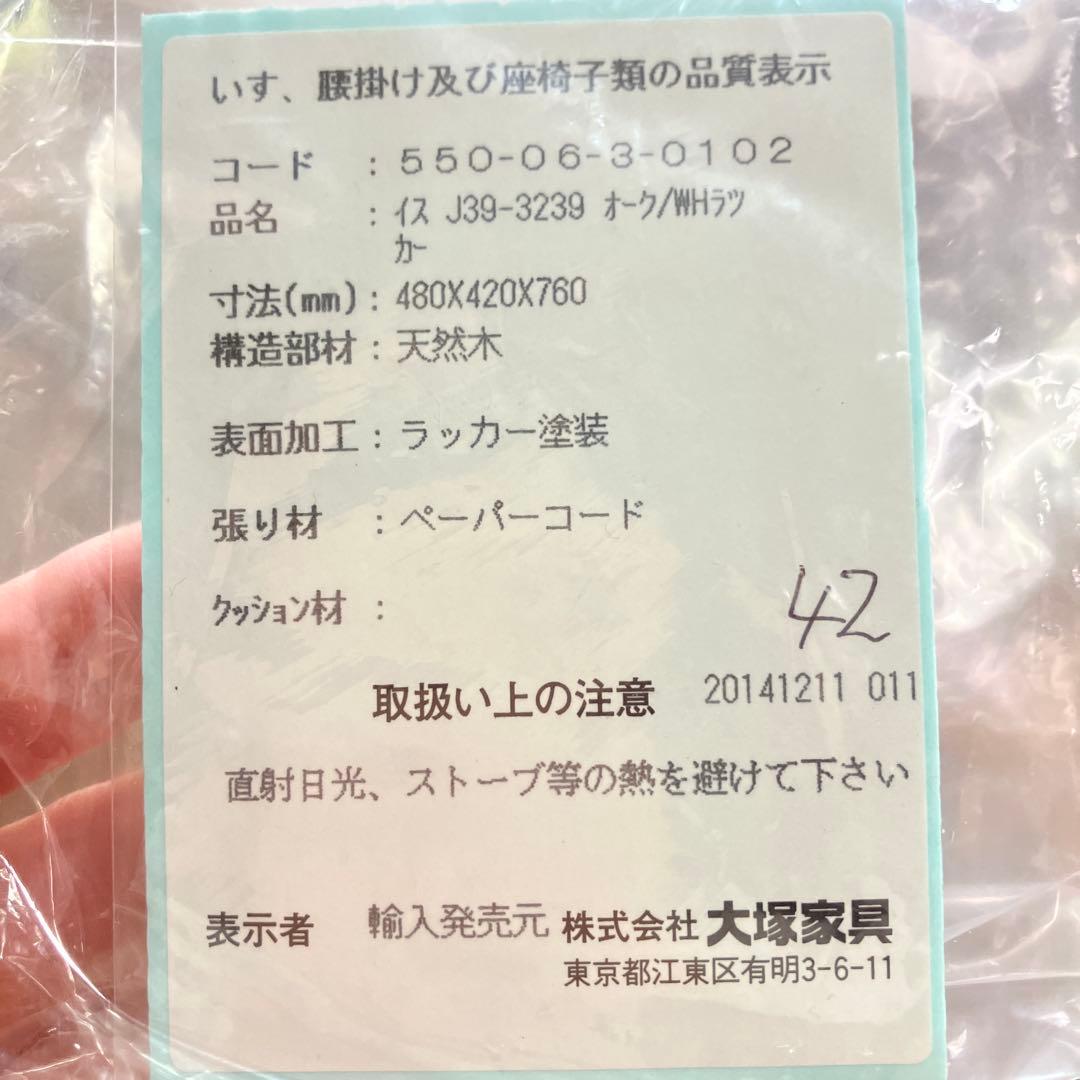 いす、腰掛け及び座椅子類の品質表示
コード : 550-06-3-0102
品名 : ｲｽ J39-3239 ｵｰｸ/WHﾗﾂ
ｶｰ
寸法(mm) : 480X420X760
構造部材 : 天然木
表面加工 : ラッカー塗装
張り材 : ペーパーコード
ｸｯｼｮﾝ材 :
42
取扱い上の注意 20141211 011
直射日光、ストーブ等の熱を避けて下さい
表示者 輸入発売元 株式会社 大塚家具
東京都江東区有明3-6-11